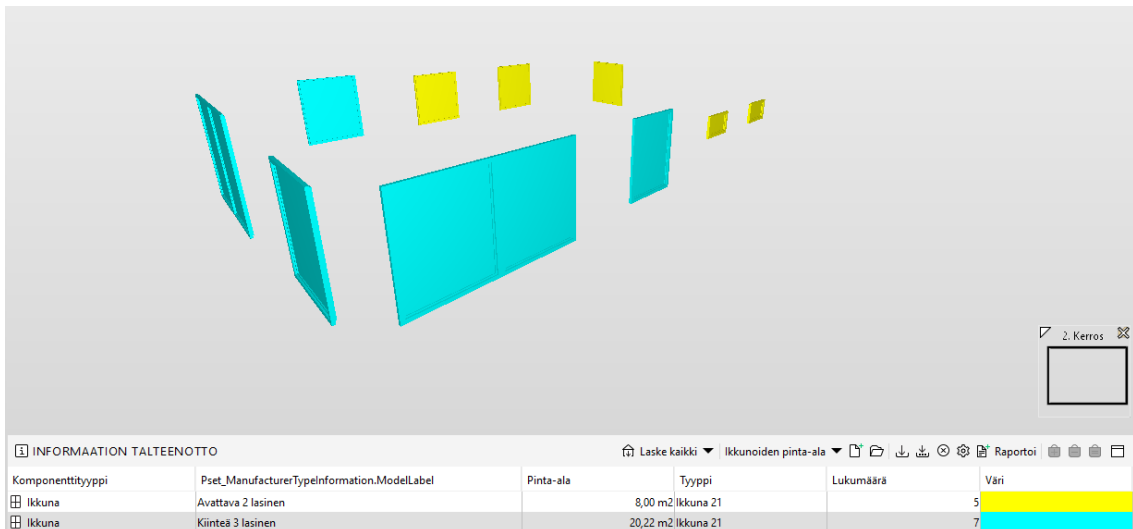 2. Kerros
INFORMAATION TALTEENOTTO Laske kaikki Ikkunoiden pinta-ala Raportoi
Komponenttityyppi Pset_ManufacturerTypeInformation.ModelLabel Pinta-ala Tyyppi Lukumäärä Väri
Ikkuna Avattava 2 lasinen 8,00 m2 Ikkuna 21 5
Ikkuna Kiinteä 3 lasinen 20,22 m2 Ikkuna 21 7